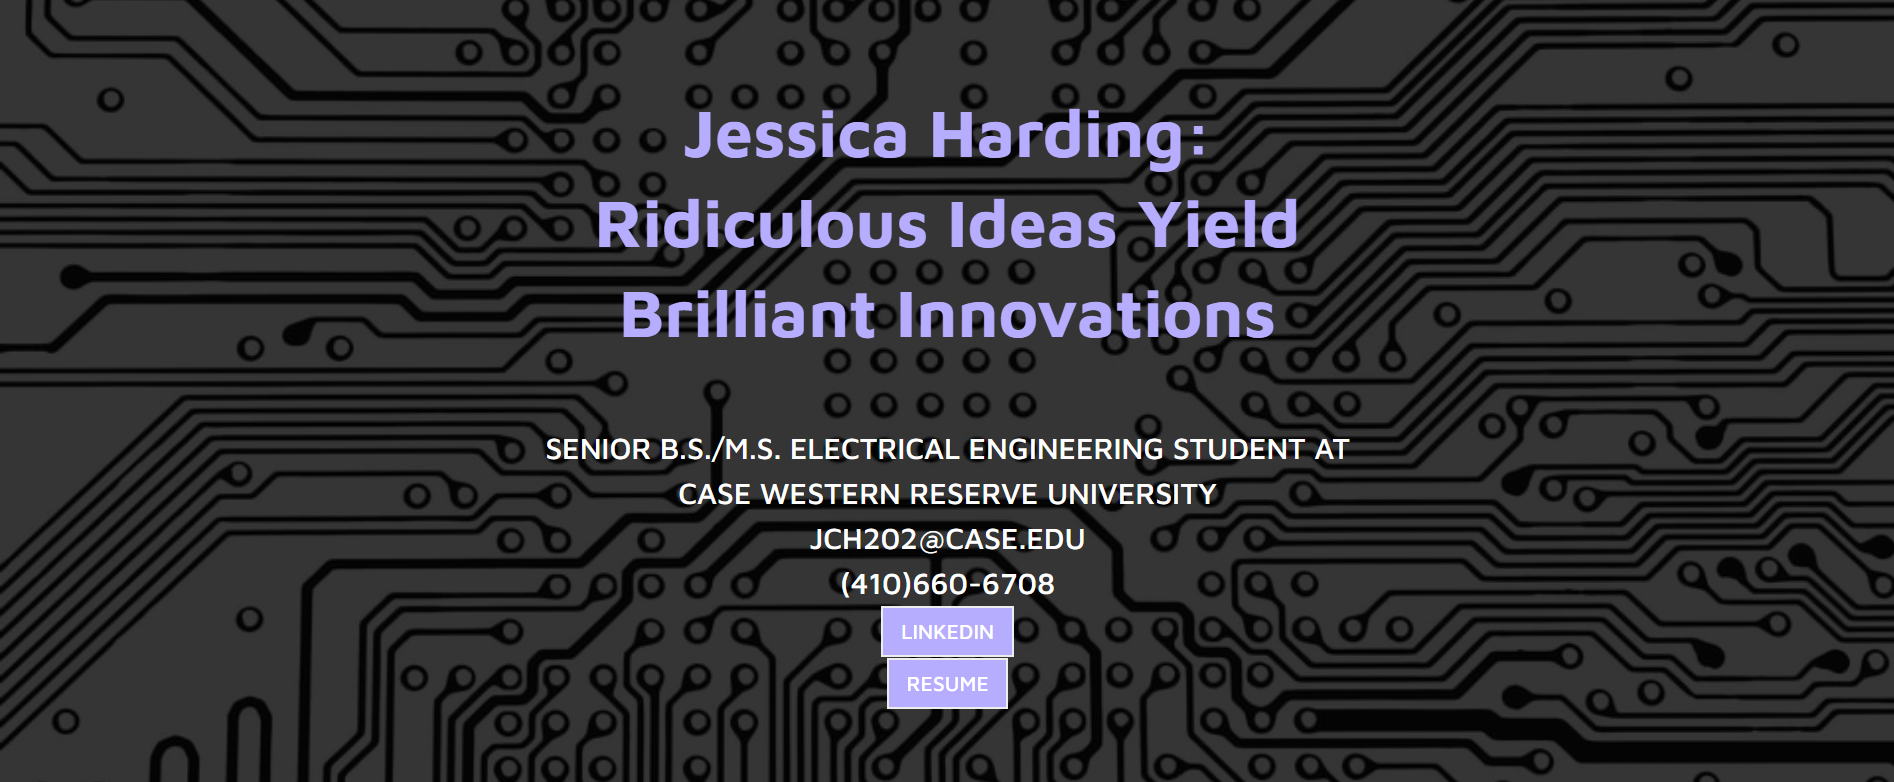 Jessica Harding:
Ridiculous Ideas Yield
Brilliant Innovations
SENIOR B.S./M.S. ELECTRICAL ENGINEERING STUDENT AT
CASE WESTERN RESERVE UNIVERSITY
JCH202@CASE.EDU
(410)660-6708
LINKEDIN
RESUME